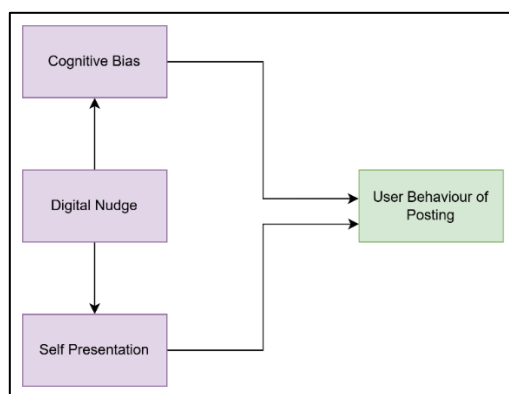 Cognitive Bias
Digital Nudge
User Behaviour of
Posting
Self Presentation